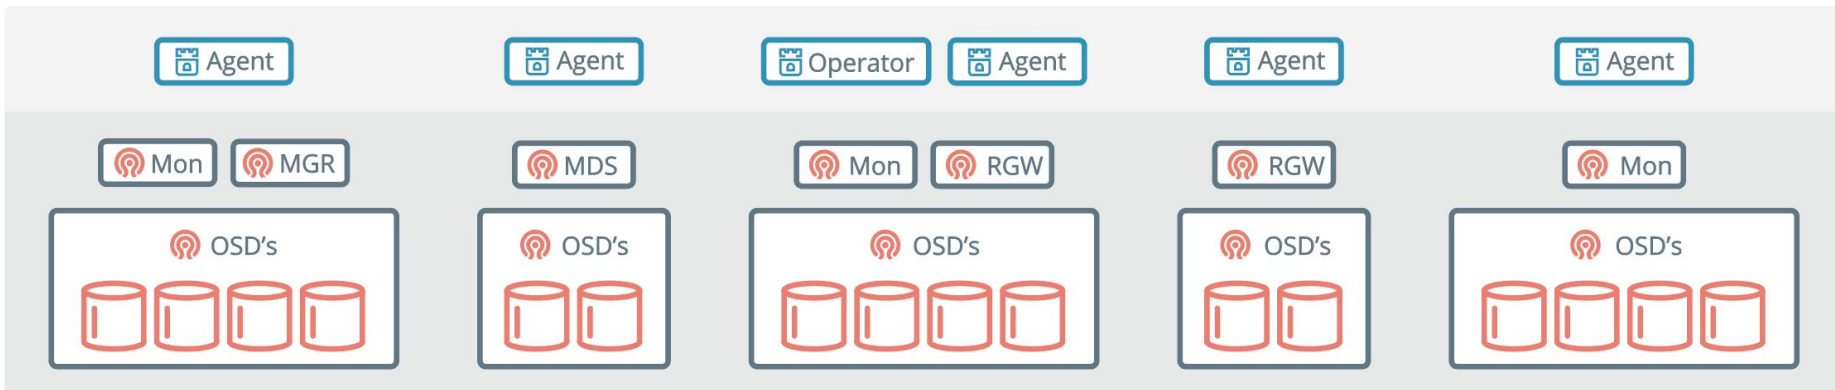 Agent
Agent
Operator
Agent
Agent
Agent
Mon
MGR
MDS
Mon
RGW
RGW
Mon
OSD’s
OSD’s
OSD’s
OSD’s
OSD’s